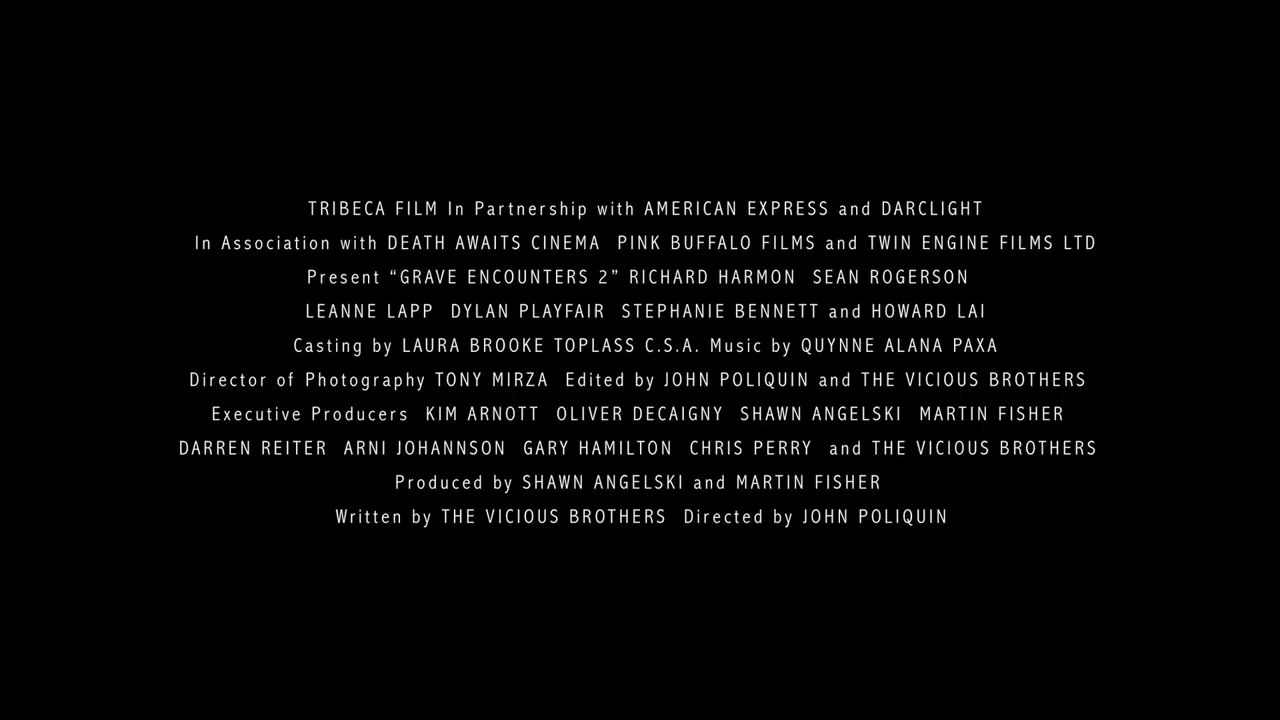 TRIBECA FILM In Partnership with AMERICAN EXPRESS and DARCLIGHT
In Association with DEATH AWAITS CINEMA PINK BUFFALO FILMS and TWIN ENGINE FILMS LTD
Present “GRAVE ENCOUNTERS 2” RICHARD HARMON SEAN ROGERSON
LEANNE LAPP DYLAN PLAYFAIR STEPHANIE BENNETT and HOWARD LAI
Casting by LAURA BROOKE TOPLASS C.S.A. Music by QUYNNE ALANA PAXA
Director of Photography TONY MIRZA Edited by JOHN POLIQUIN and THE VICIOUS BROTHERS
Executive Producers KIM ARNOTT OLIVER DECAIGNY SHAWN ANGELSKI MARTIN FISHER
DARREN REITER ARNI JOHANNSON GARY HAMILTON CHRIS PERRY and THE VICIOUS BROTHERS
Produced by SHAWN ANGELSKI and MARTIN FISHER
Written by THE VICIOUS BROTHERS Directed by JOHN POLIQUIN